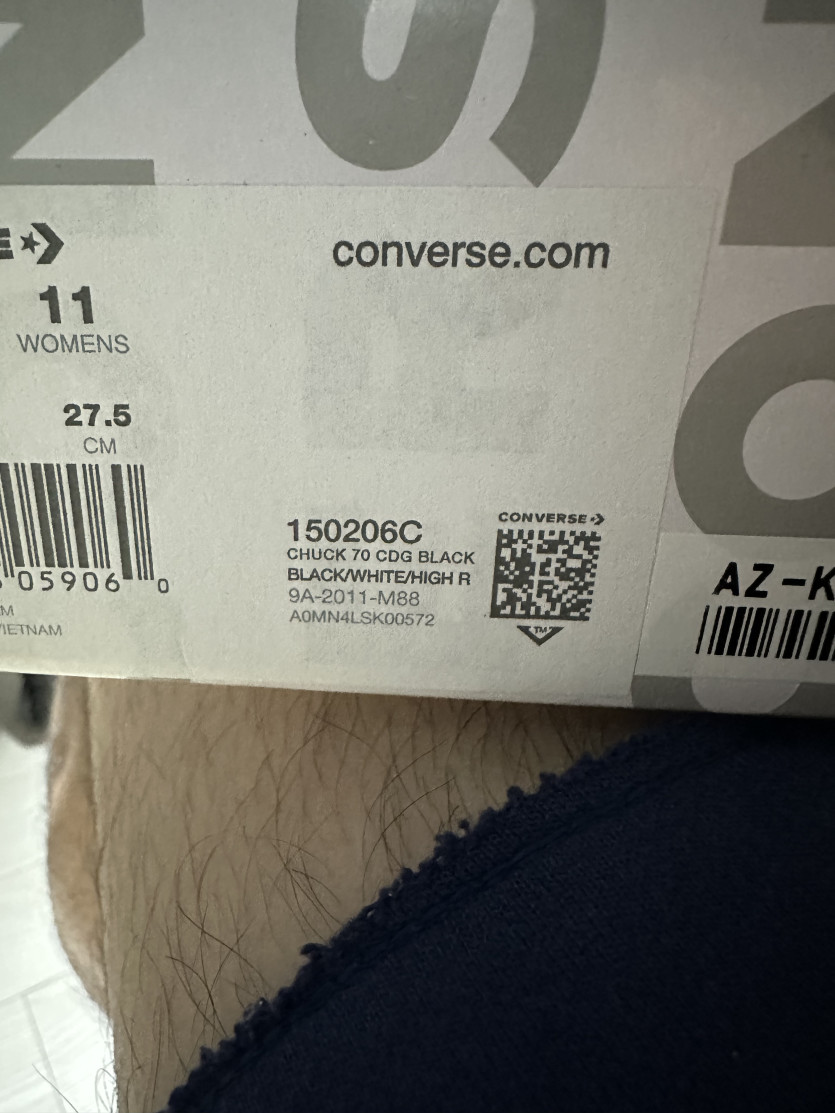 converse.com
11
WOMENS
27.5
CM
05906 0
150206C
CHUCK 70 CDG BLACK
BLACK/WHITE/HIGH R
9A-2011-M88
A0MN4LSK00572
CONVERSE
TM
AZ-K